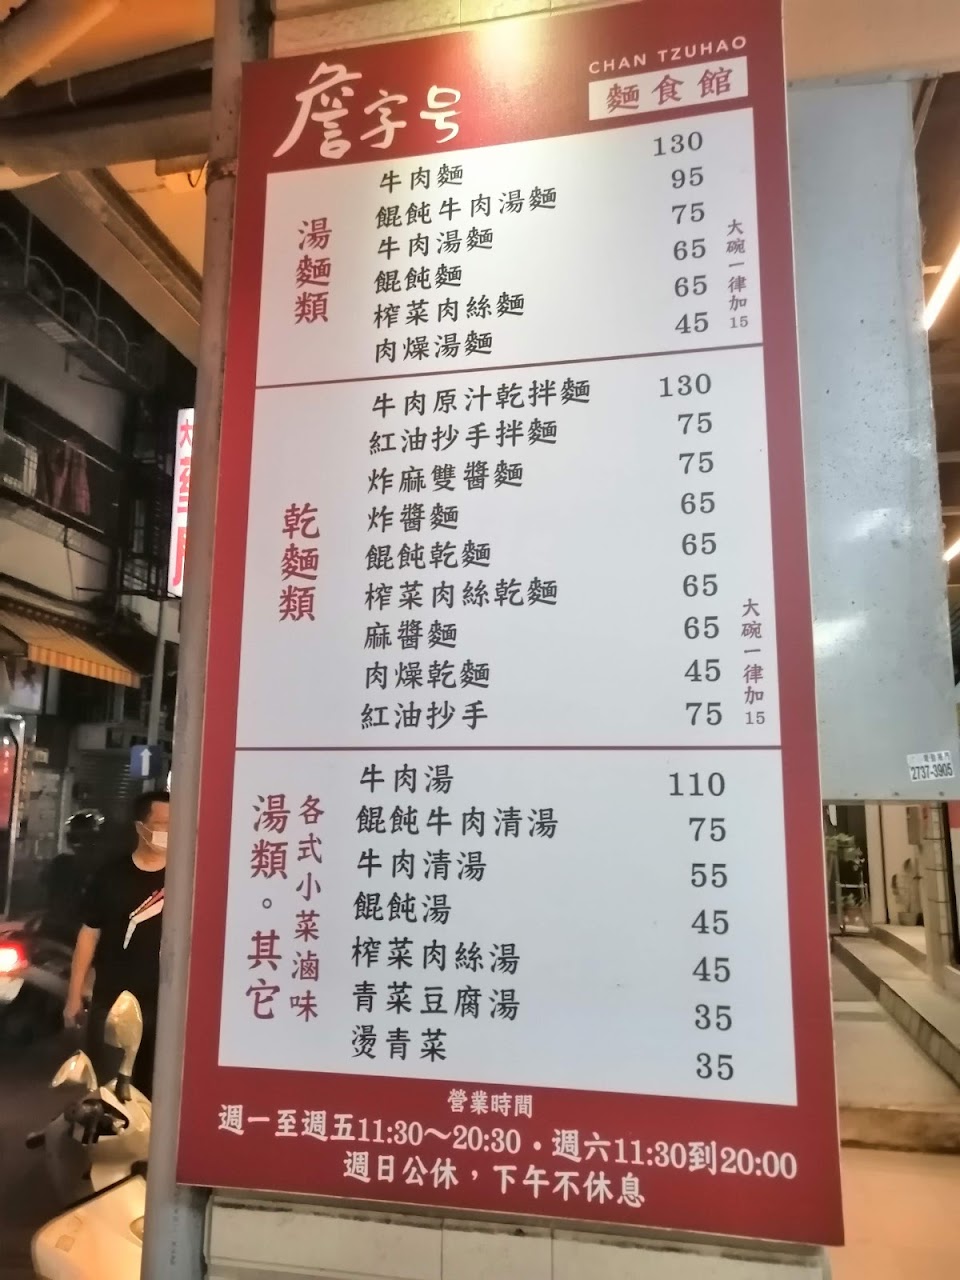 詹字号
CHAN TZUHAO
麵食館
湯麵類
牛肉麵 130
餛飩牛肉湯麵 95
牛肉湯麵 75
餛飩麵 65
榨菜肉絲麵 65
肉燥湯麵 45
大碗一律加15
乾麵類
牛肉原汁乾拌麵 130
紅油抄手拌麵 75
炸麻雙醬麵 75
炸醬麵 65
餛飩乾麵 65
榨菜肉絲乾麵 65
麻醬麵 65
肉燥乾麵 45
紅油抄手 75
大碗一律加15
湯類。其它
各式小菜滷味
牛肉湯 110
餛飩牛肉清湯 75
牛肉清湯 55
餛飩湯 45
榨菜肉絲湯 45
青菜豆腐湯 35
燙青菜 35
營業時間
週一至週五11:30～20:30・週六11:30到20:00
週日公休，下午不休息
2737-3905